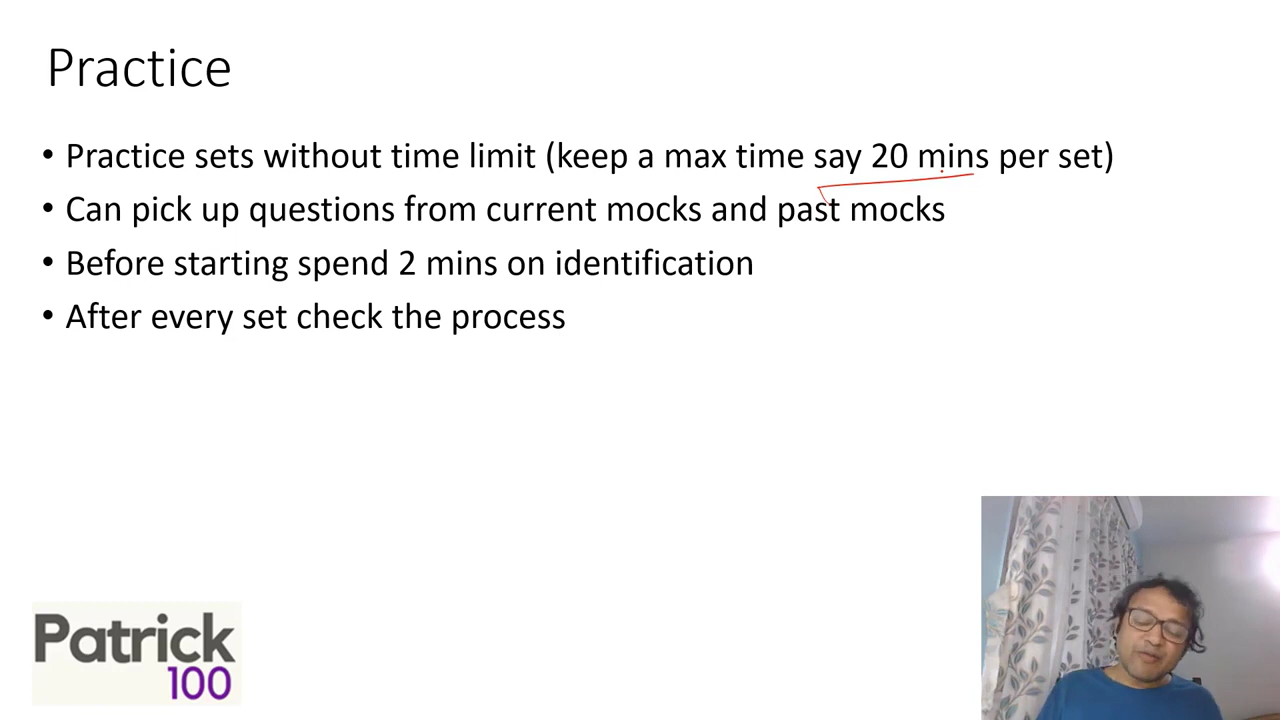 Practice
• Practice sets without time limit (keep a max time say 20 mins per set)
• Can pick up questions from current mocks and past mocks
• Before starting spend 2 mins on identification
• After every set check the process
Patrick
100